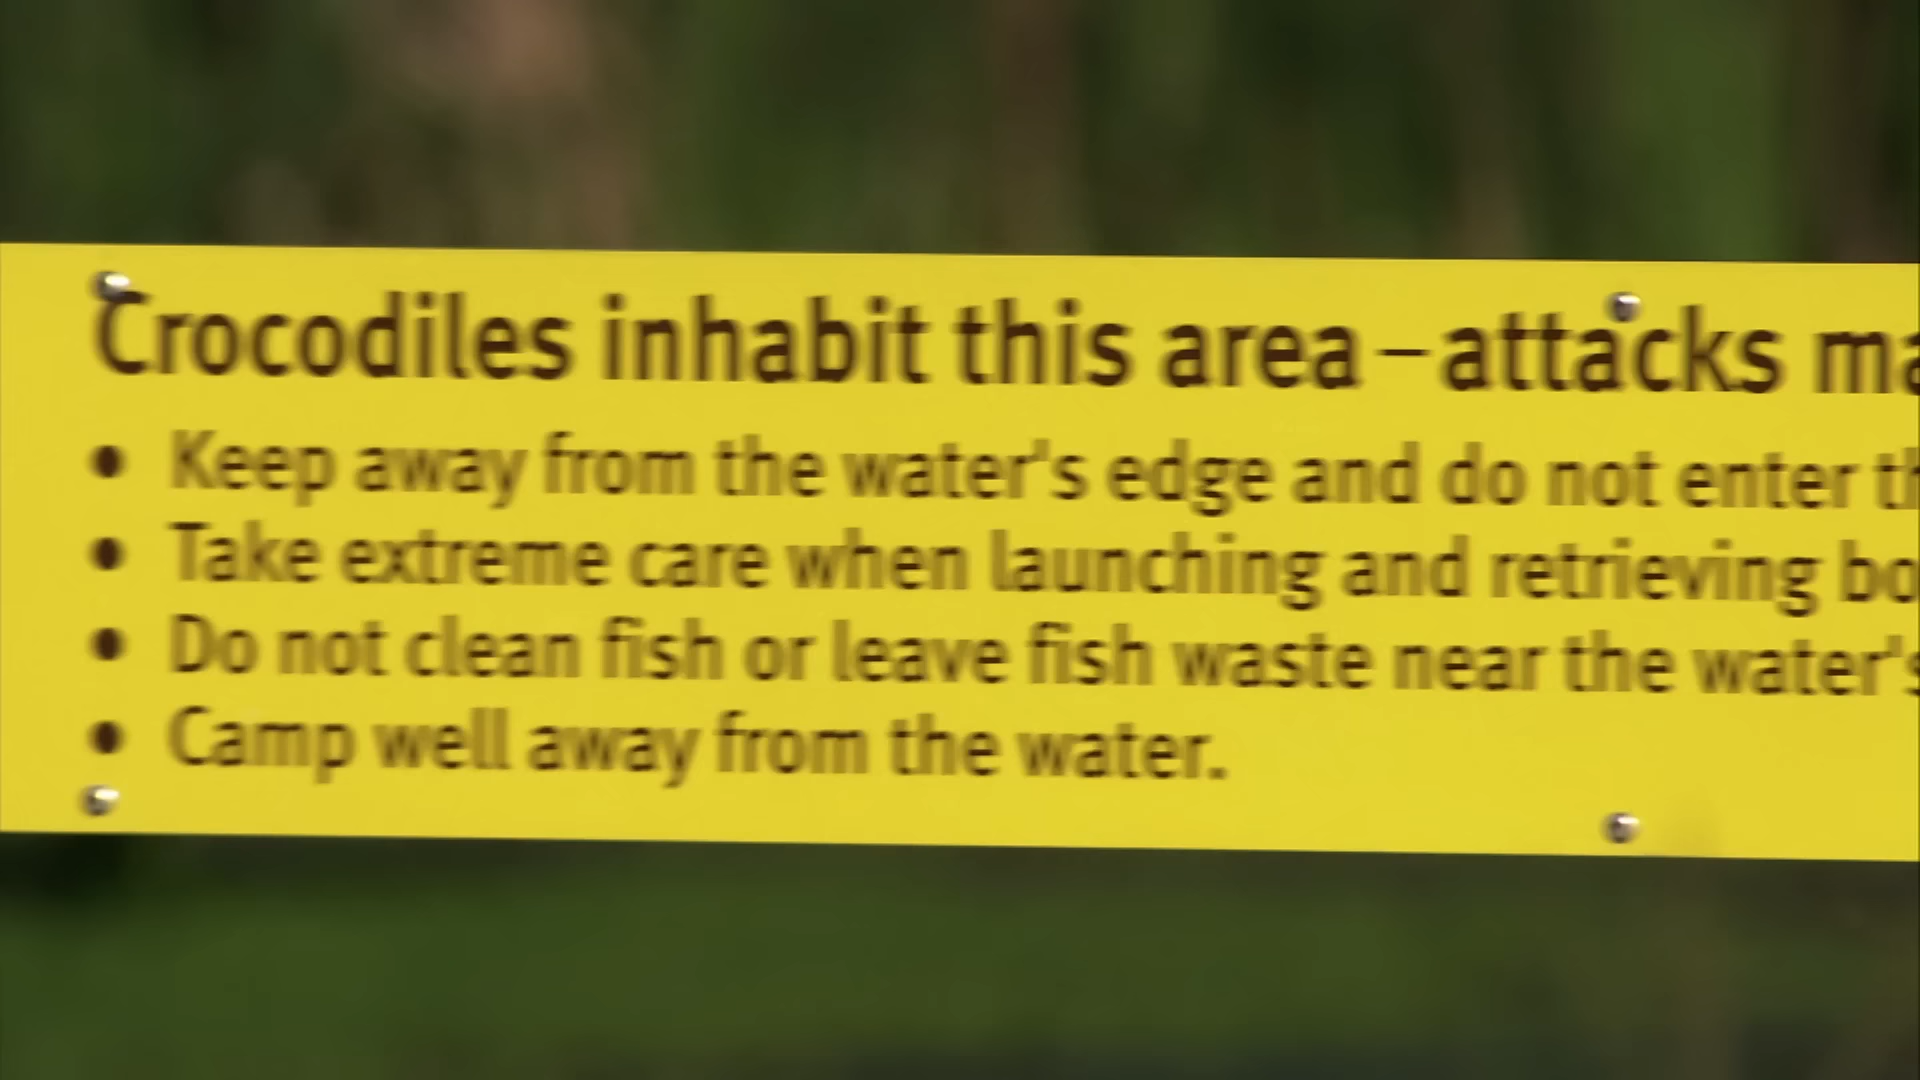 Crocodiles inhabit this area – attacks
• Keep away from the water's edge and do not enter
• Take extreme care when launching and retrieving
• Do not clean fish or leave fish waste near the water's
• Camp well away from the water.